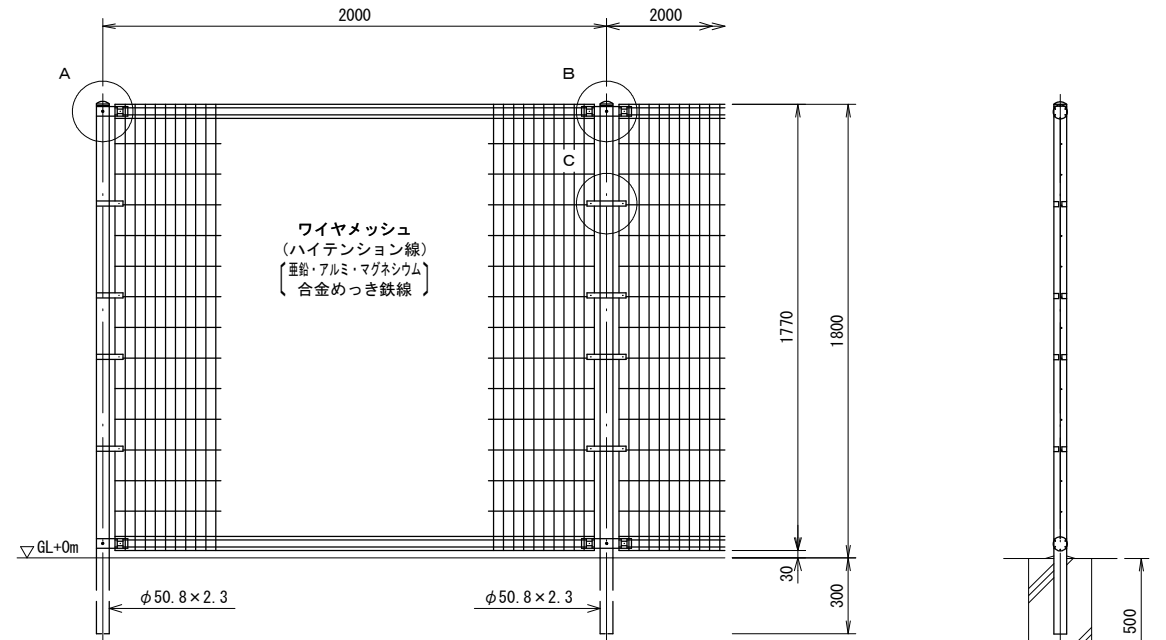 2000
2000
A
B
C
ワイヤメッシュ
(ハイテンション線)
亜鉛・アルミ・マグネシウム
合金めっき鉄線
1770
1800
GL+0m
30
300
φ50.8×2.3
φ50.8×2.3
500